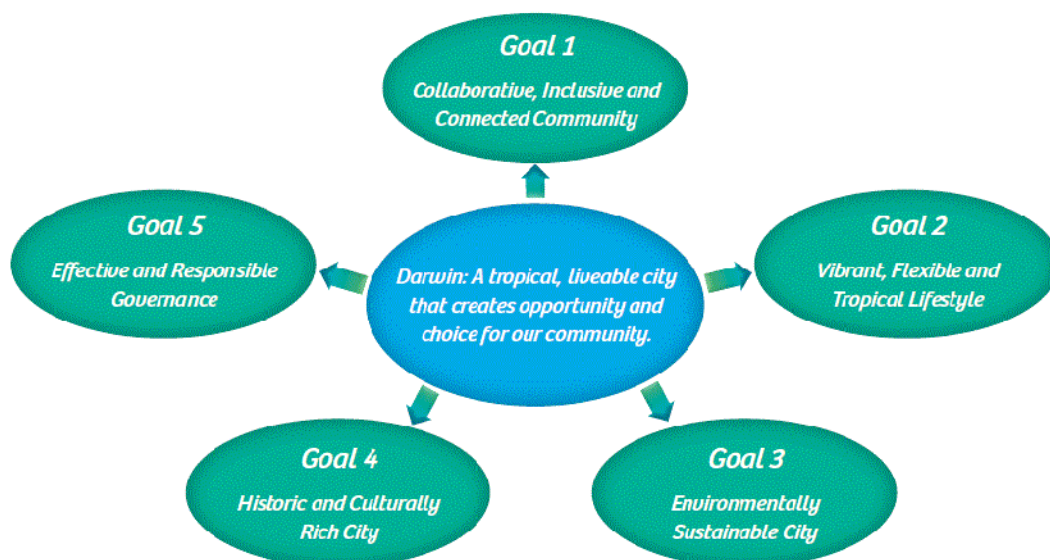 Goal 1
Collaborative, Inclusive and
Connected Community
Goal 5
Effective and Responsible
Governance
Darwin: A tropical, liveable city
that creates opportunity and
choice for our community.
Goal 2
Vibrant, Flexible and
Tropical Lifestyle
Goal 4
Historic and Culturally
Rich City
Goal 3
Environmentally
Sustainable City